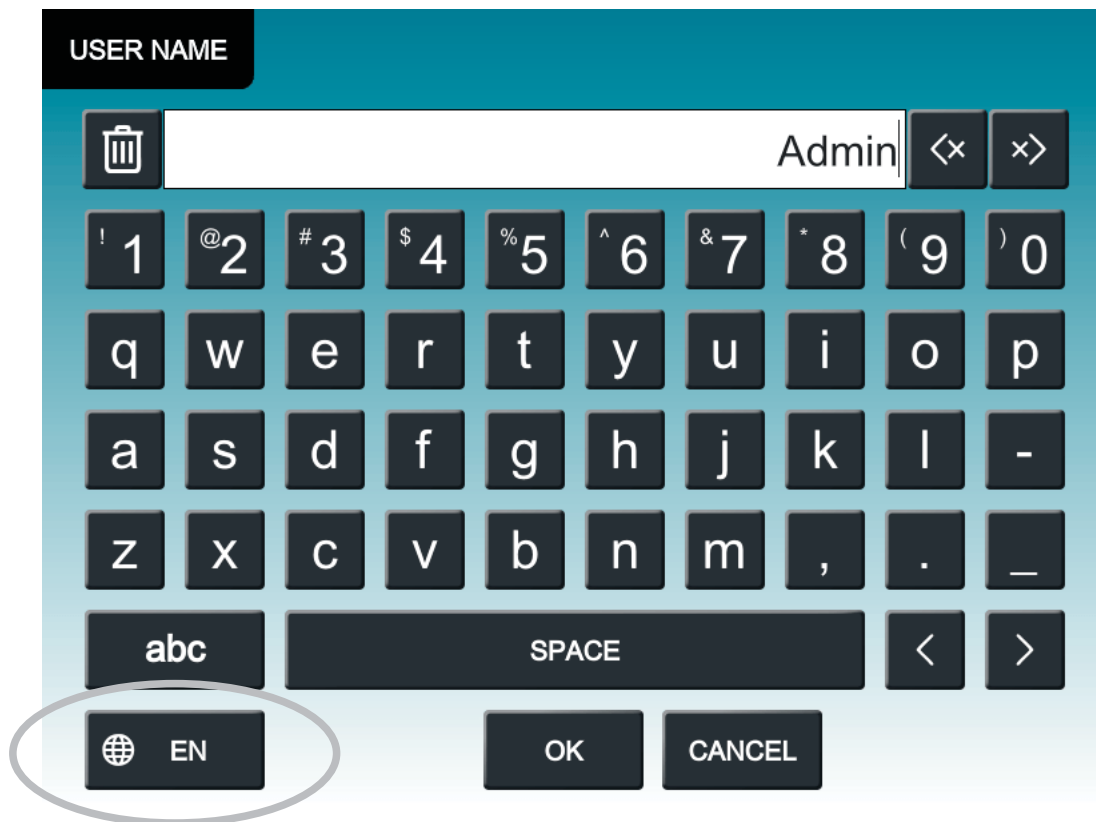 USER NAME
Admin
! 1 @ 2 # 3 $ 4 % 5 ^ 6 & 7 * 8 ( 9 ) 0
q w e r t y u i o p
a s d f g h j k l -
z x c v b n m , . _
abc SPACE < >
EN OK CANCEL